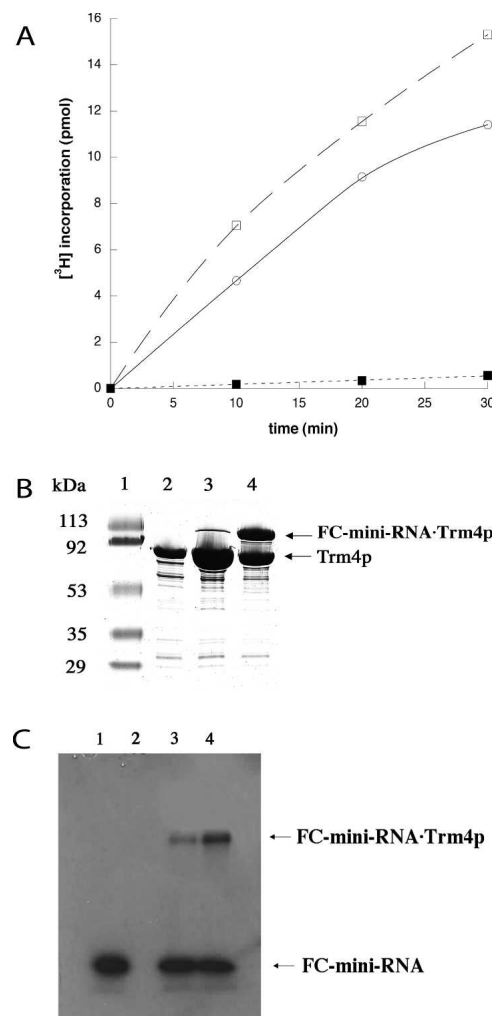 A
16
14
12
10
8
6
4
2
0
[³H] incorporation (pmol)
0 5 10 15 20 25 30
time (min)
B
kDa 1 2 3 4
113
92
53
35
29
FC-mini-RNA·Trm4p
Trm4p
C
1 2 3 4
FC-mini-RNA·Trm4p
FC-mini-RNA